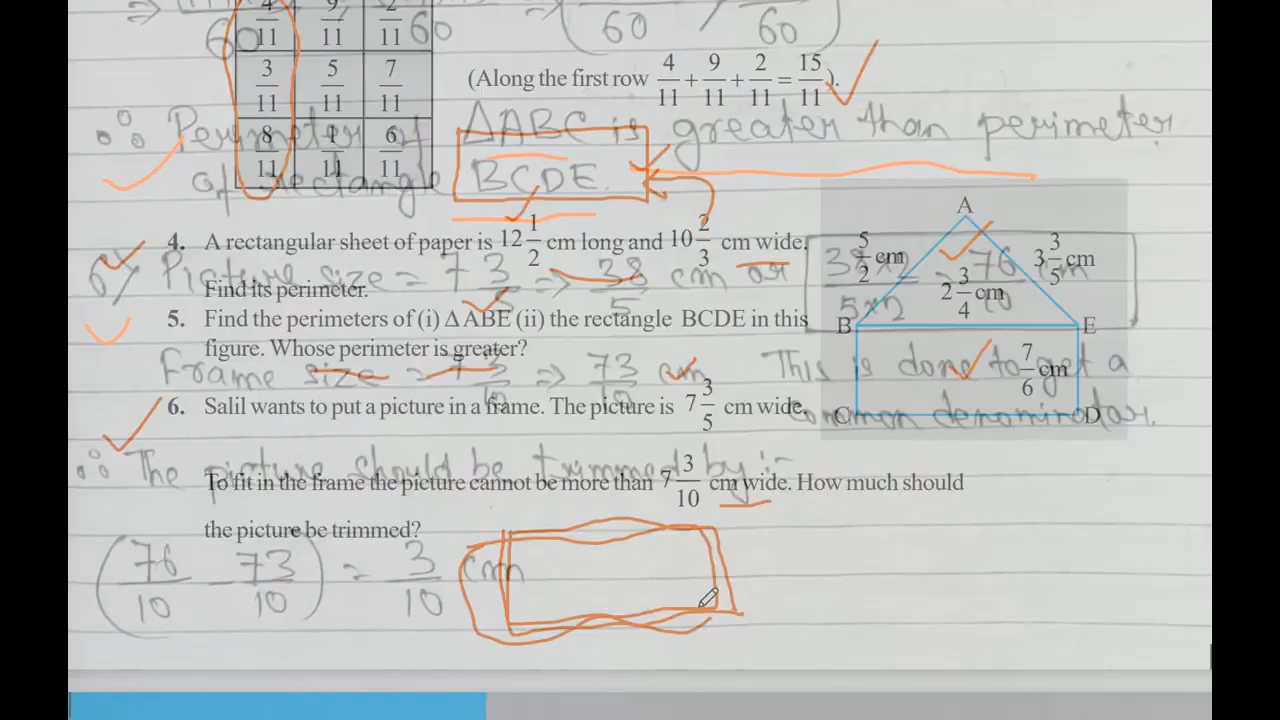 4/11 9/11 2/11
60 60 60 60
(Along the first row 4/11 + 9/11 + 2/11 = 15/11).
3/11 5/11 7/11
∴ Perimeter of ΔABC is greater than perimeter
8/11 1/11 6/11
of rectangle BCDE.
4. A rectangular sheet of paper is 12 1/2 cm long and 10 2/3 cm wide.
Find its perimeter.
6) Picture size = 7 3/5 ⇒ 38/5 cm or 38×2/5×2 = 76/10 cm
5. Find the perimeters of (i) Δ ABE (ii) the rectangle BCDE in this
figure. Whose perimeter is greater?
A
5/2 cm
3 3/5 cm
2 3/4 cm
B E
7/6 cm
C D
Frame size = 7 3/10 ⇒ 73/10 cm This is done to get a
common denominator.
6. Salil wants to put a picture in a frame. The picture is 7 3/5 cm wide.
∴ The picture should be trimmed by
To fit in the frame the picture cannot be more than 7 3/10 cm wide. How much should
the picture be trimmed?
(76/10 - 73/10) = 3/10 cm